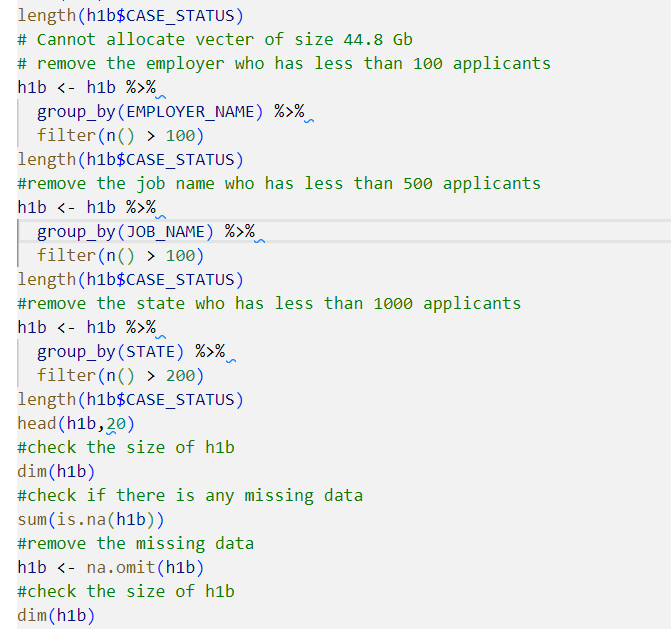 length(h1b$CASE_STATUS)
# Cannot allocate vecter of size 44.8 Gb
# remove the employer who has less than 100 applicants
h1b <- h1b %>%
  group_by(EMPLOYER_NAME) %>%
  filter(n() > 100)
length(h1b$CASE_STATUS)
#remove the job name who has less than 500 applicants
h1b <- h1b %>%
  group_by(JOB_NAME) %>%
  filter(n() > 100)
length(h1b$CASE_STATUS)
#remove the state who has less than 1000 applicants
h1b <- h1b %>%
  group_by(STATE) %>%
  filter(n() > 200)
length(h1b$CASE_STATUS)
head(h1b,20)
#check the size of h1b
dim(h1b)
#check if there is any missing data
sum(is.na(h1b))
#remove the missing data
h1b <- na.omit(h1b)
#check the size of h1b
dim(h1b)